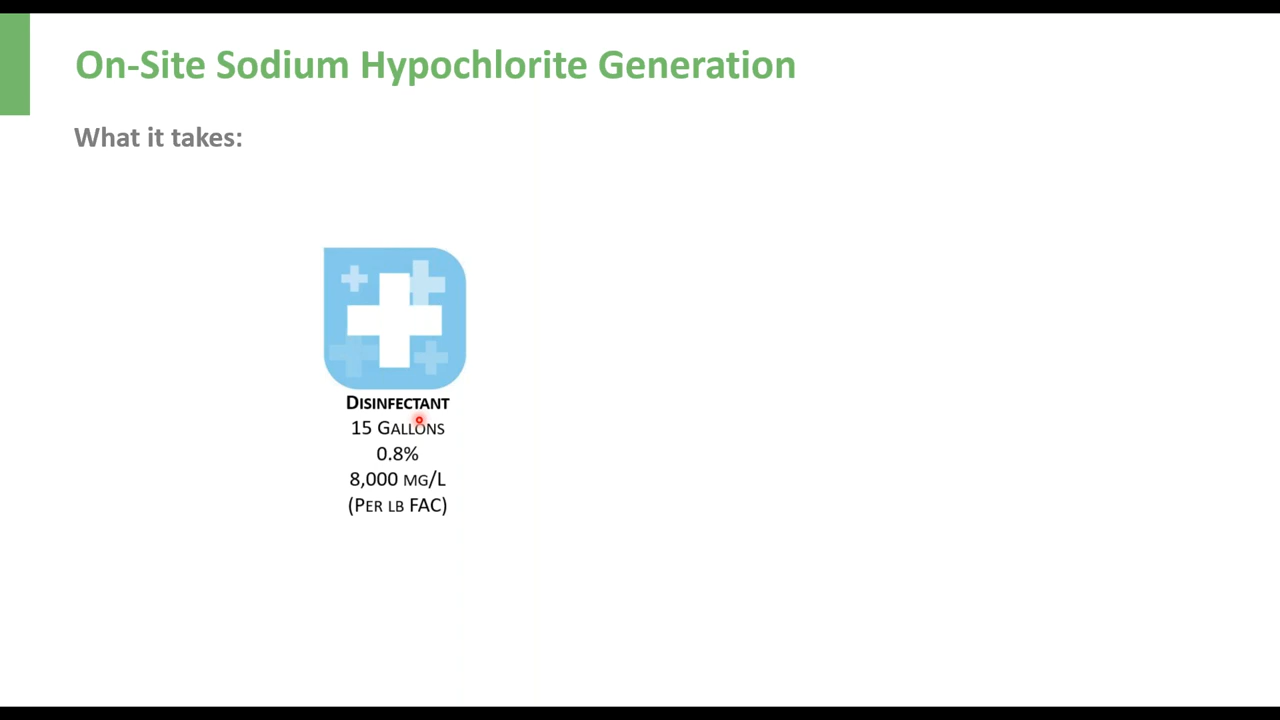 On-Site Sodium Hypochlorite Generation
What it takes:
Disinfectant
15 Gallons
0.8%
8,000 mg/L
(Per lb FAC)